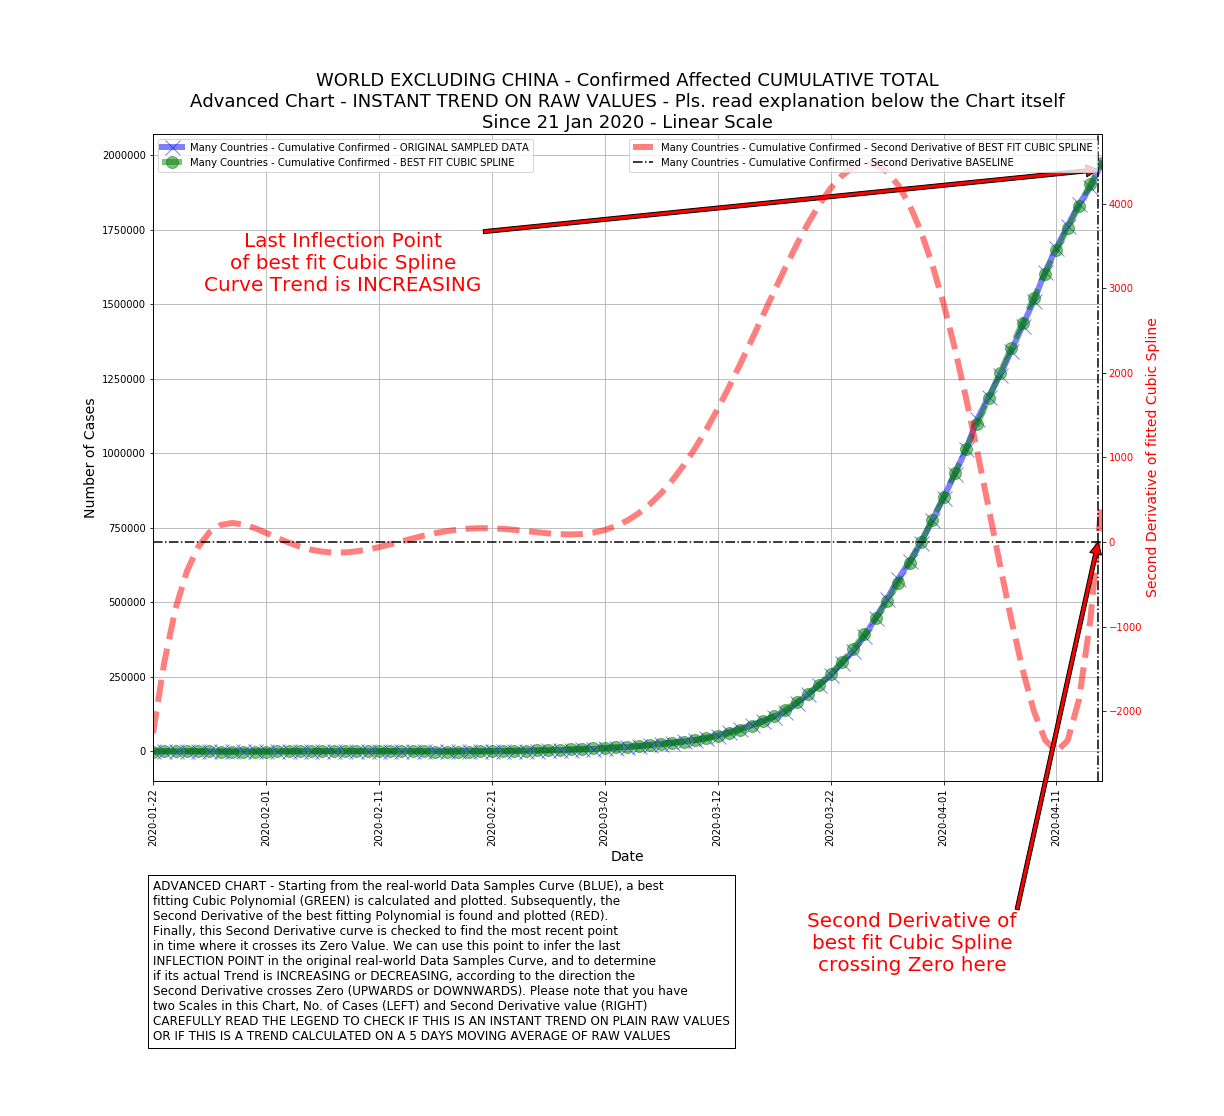 WORLD EXCLUDING CHINA - Confirmed Affected CUMULATIVE TOTAL
Advanced Chart - INSTANT TREND ON RAW VALUES - Pls. read explanation below the Chart itself
Since 21 Jan 2020 - Linear Scale
Many Countries - Cumulative Confirmed - ORIGINAL SAMPLED DATA
Many Countries - Cumulative Confirmed - BEST FIT CUBIC SPLINE
Many Countries - Cumulative Confirmed - Second Derivative of BEST FIT CUBIC SPLINE
Many Countries - Cumulative Confirmed - Second Derivative BASELINE
Last Inflection Point
of best fit Cubic Spline
Curve Trend is INCREASING
Number of Cases
2000000
1750000
1500000
1250000
1000000
750000
500000
250000
0
4000
3000
2000
1000
0
−1000
−2000
Second Derivative of fitted Cubic Spline
2020-01-22
2020-02-01
2020-02-11
2020-02-21
2020-03-02
2020-03-12
2020-03-22
2020-04-01
2020-04-11
Date
Second Derivative of
best fit Cubic Spline
crossing Zero here
ADVANCED CHART - Starting from the real-world Data Samples Curve (BLUE), a best
fitting Cubic Polynomial (GREEN) is calculated and plotted. Subsequently, the
Second Derivative of the best fitting Polynomial is found and plotted (RED).
Finally, this Second Derivative curve is checked to find the most recent point
in time where it crosses its Zero Value. We can use this point to infer the last
INFLECTION POINT in the original real-world Data Samples Curve, and to determine
if its actual Trend is INCREASING or DECREASING, according to the direction the
Second Derivative crosses Zero (UPWARDS or DOWNWARDS). Please note that you have
two Scales in this Chart, No. of Cases (LEFT) and Second Derivative value (RIGHT)
CAREFULLY READ THE LEGEND TO CHECK IF THIS IS AN INSTANT TREND ON PLAIN RAW VALUES
OR IF THIS IS A TREND CALCULATED ON A 5 DAYS MOVING AVERAGE OF RAW VALUES